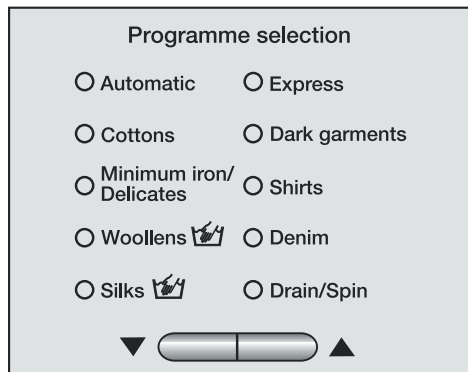 Programme selection
Automatic
Express
Cottons
Dark garments
Minimum iron/
Delicates
Shirts
Woollens
Denim
Silks
Drain/Spin